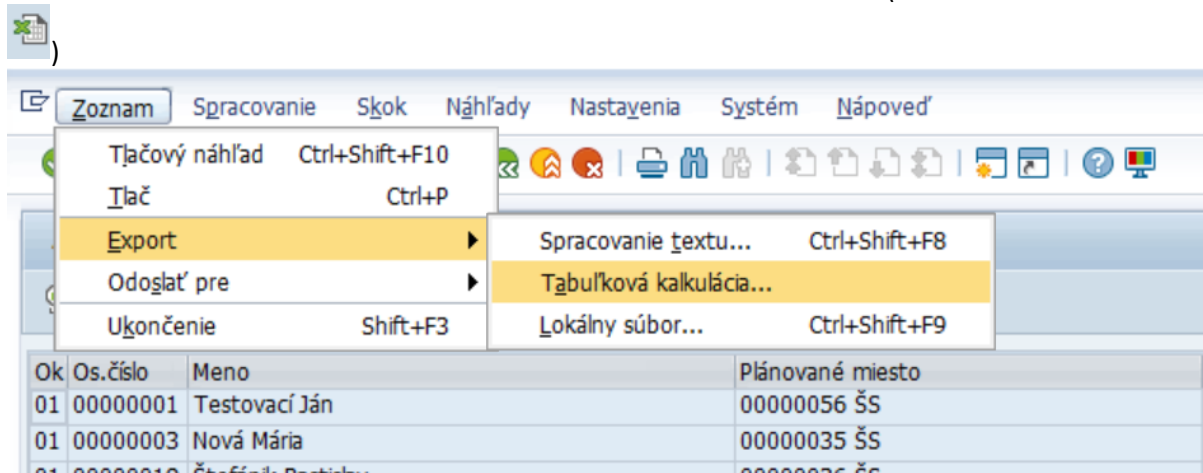 )
Zoznam Spracovanie Skok Náhľady Nastavenia Systém Nápoveď
Tlačový náhľad Ctrl+Shift+F10
Tlač Ctrl+P
Export
Spracovanie textu... Ctrl+Shift+F8
Odoslať pre
Tabuľková kalkulácia...
Ukončenie Shift+F3
Lokálny súbor... Ctrl+Shift+F9
Ok Os.číslo Meno Plánované miesto
01 00000001 Testovací Ján 00000056 ŠS
01 00000003 Nová Mária 00000035 ŠS